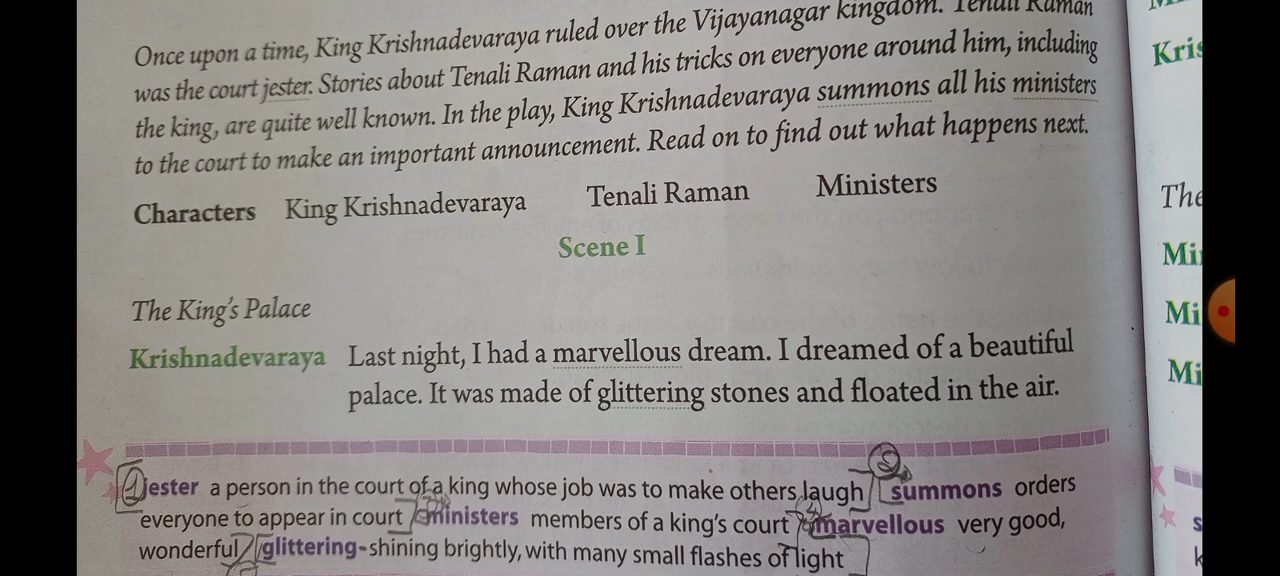 Once upon a time, King Krishnadevaraya ruled over the Vijayanagar kingdom. Tenali Raman
was the court jester. Stories about Tenali Raman and his tricks on everyone around him, including
the king, are quite well known. In the play, King Krishnadevaraya summons all his ministers
to the court to make an important announcement. Read on to find out what happens next.
Characters King Krishnadevaraya Tenali Raman Ministers
Scene I
The King's Palace
Krishnadevaraya Last night, I had a marvellous dream. I dreamed of a beautiful
palace. It was made of glittering stones and floated in the air.
jester a person in the court of a king whose job was to make others laugh summons orders
everyone to appear in court ministers members of a king's court marvellous very good,
wonderful glittering shining brightly, with many small flashes of light
Kris
The
Mi
Mi
Mi